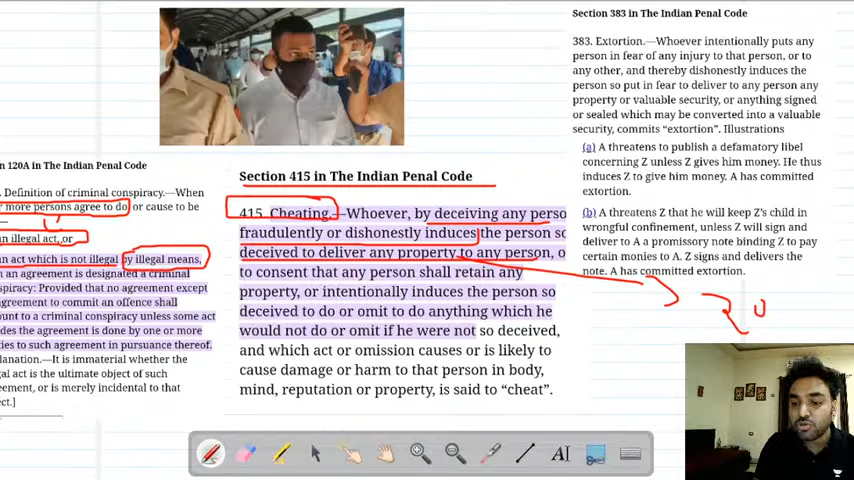 Section 383 in The Indian Penal Code
383. Extortion.—Whoever intentionally puts any
person in fear of any injury to that person, or to
any other, and thereby dishonestly induces the
person so put in fear to deliver to any person any
property or valuable security, or anything signed
or sealed which may be converted into a valuable
security, commits “extortion”. Illustrations
(a) A threatens to publish a defamatory libel
concerning Z unless Z gives him money. He thus
induces Z to give him money. A has committed
extortion.
(b) A threatens Z that he will keep Z’s child in
wrongful confinement, unless Z will sign and
deliver to A a promissory note binding Z to pay
certain monies to A. Z signs and delivers the
note. A has committed extortion.
n 120A in The Indian Penal Code
. Definition of criminal conspiracy.—When
or more persons agree to do, or cause to be
—
an illegal act, or
an act which is not illegal by illegal means,
an agreement is designated a criminal
spiracy: Provided that no agreement except
agreement to commit an offence shall
ount to a criminal conspiracy unless some act
ides the agreement is done by one or more
ties to such agreement in pursuance thereof.
lanation.—It is immaterial whether the
gal act is the ultimate object of such
eement, or is merely incidental to that
ect.]
Section 415 in The Indian Penal Code
415. Cheating.—Whoever, by deceiving any perso
fraudulently or dishonestly induces the person so
deceived to deliver any property to any person, o
to consent that any person shall retain any
property, or intentionally induces the person so
deceived to do or omit to do anything which he
would not do or omit if he were not so deceived,
and which act or omission causes or is likely to
cause damage or harm to that person in body,
mind, reputation or property, is said to “cheat”.
AI